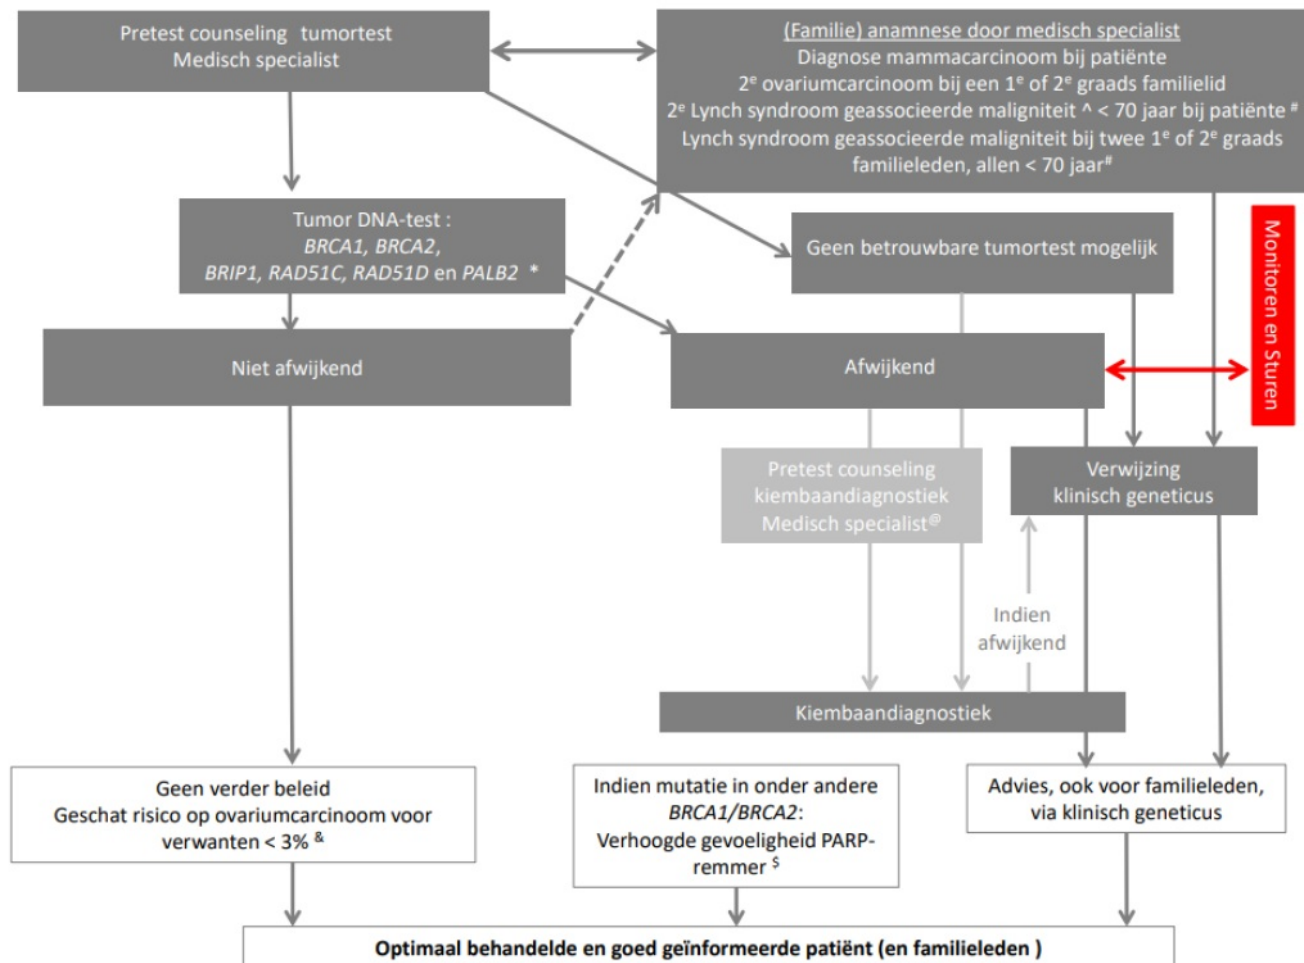 Pretest counseling tumortest
Medisch specialist
(Familie) anamnese door medisch specialist
Diagnose mammacarcinoom bij patiënte
2e ovariumcarcinoom bij een 1e of 2e graads familielid
2e Lynch syndroom geassocieerde maligniteit ^ < 70 jaar bij patiënte #
Lynch syndroom geassocieerde maligniteit bij twee 1e of 2e graads
familieleden, allen < 70 jaar#
Tumor DNA-test :
BRCA1, BRCA2,
BRIP1, RAD51C, RAD51D en PALB2 *
Geen betrouwbare tumortest mogelijk
Monitoren en Sturen
Niet afwijkend
Afwijkend
Pretest counseling
kiembaandiagnostiek
Medisch specialist@
Verwijzing
klinisch geneticus
Indien
afwijkend
Kiembaandiagnostiek
Geen verder beleid
Geschat risico op ovariumcarcinoom voor
verwanten < 3% &
Indien mutatie in onder andere
BRCA1/BRCA2:
Verhoogde gevoeligheid PARP-
remmer $
Advies, ook voor familieleden,
via klinisch geneticus
Optimaal behandelde en goed geïnformeerde patiënt (en familieleden )